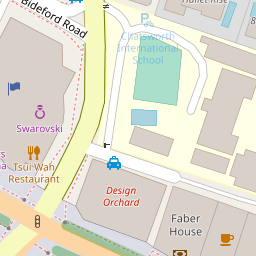 Bideford Road
Chatsworth
International
School
Swarovski
Tsui Wah
Restaurant
Design
Orchard
Faber
House